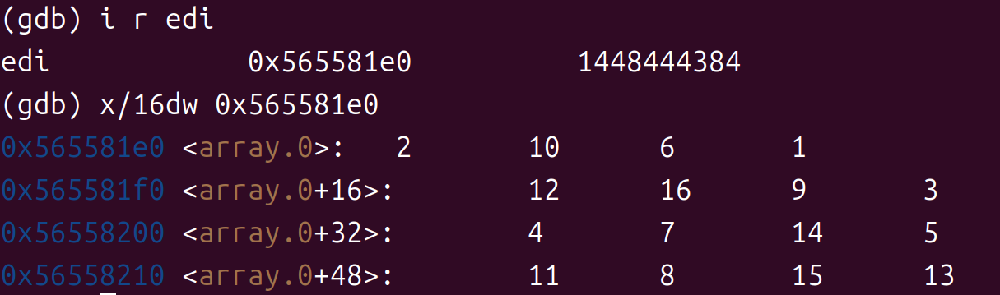 (gdb) i r edi
edi 0x565581e0 1448444384
(gdb) x/16dw 0x565581e0
0x565581e0 <array.0>: 2 10 6 1
0x565581f0 <array.0+16>: 12 16 9 3
0x56558200 <array.0+32>: 4 7 14 5
0x56558210 <array.0+48>: 11 8 15 13